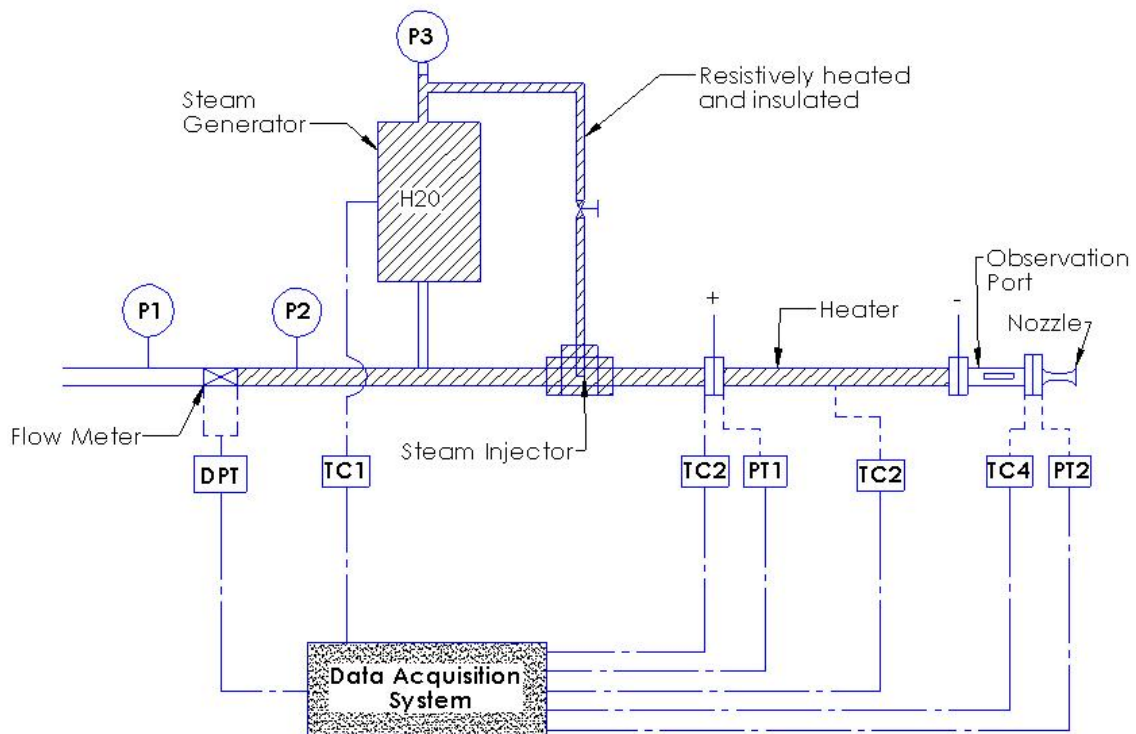 P3
Resistively heated
and insulated
Steam
Generator
H20
Observation
Port
P1
P2
+
Heater
-
Nozzle
Flow Meter
Steam Injector
DPT
TC1
TC2
PT1
TC2
TC4
PT2
Data Acquisition
System